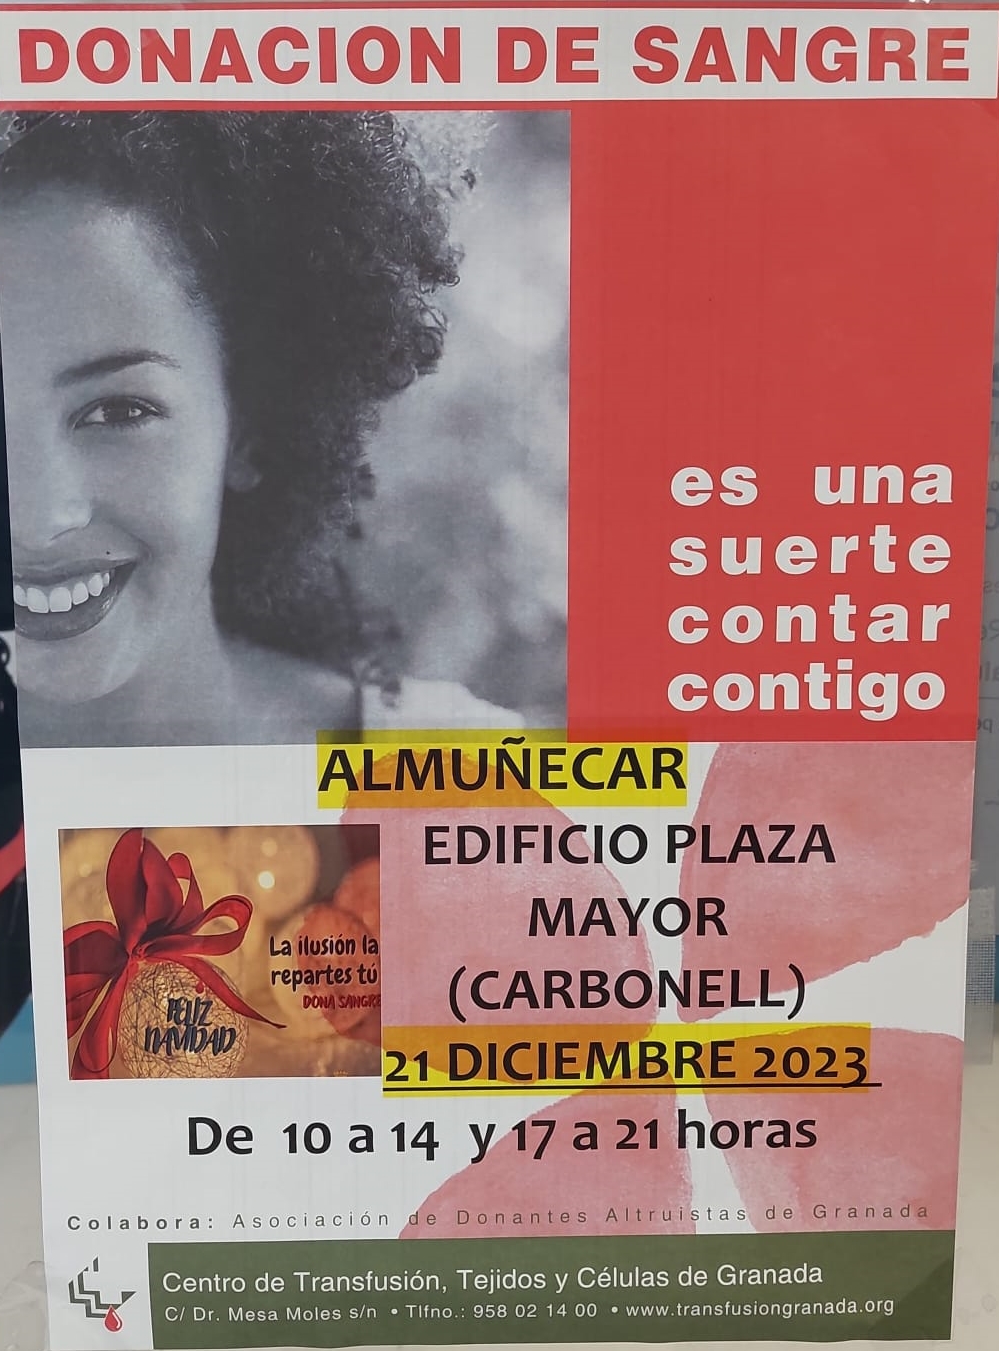 DONACION DE SANGRE
es una
suerte
contar
contigo
ALMUÑECAR
EDIFICIO PLAZA
MAYOR
(CARBONELL)
21 DICIEMBRE 2023
De 10 a 14 y 17 a 21 horas
La ilusión la
repartes tú
DONA SANGRE
FELIZ
NAVIDAD
Colabora: Asociación de Donantes Altruistas de Granada
Centro de Transfusión, Tejidos y Células de Granada
C/ Dr. Mesa Moles s/n • Tlfno.: 958 02 14 00 • www.transfusiongranada.org